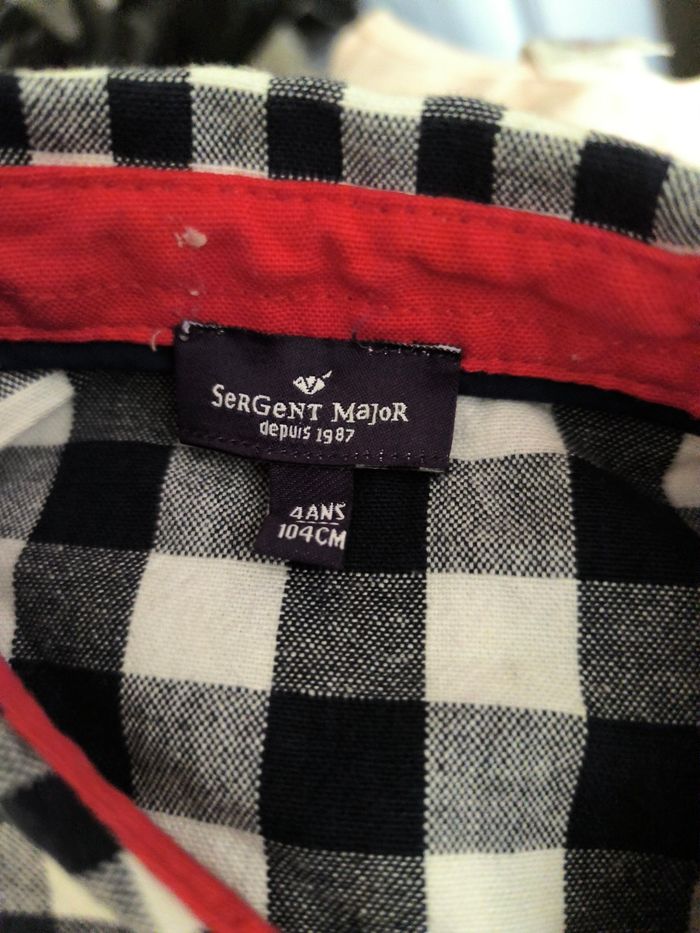 SerGenT MaJoR
depuis 1987
4ANS
104CM